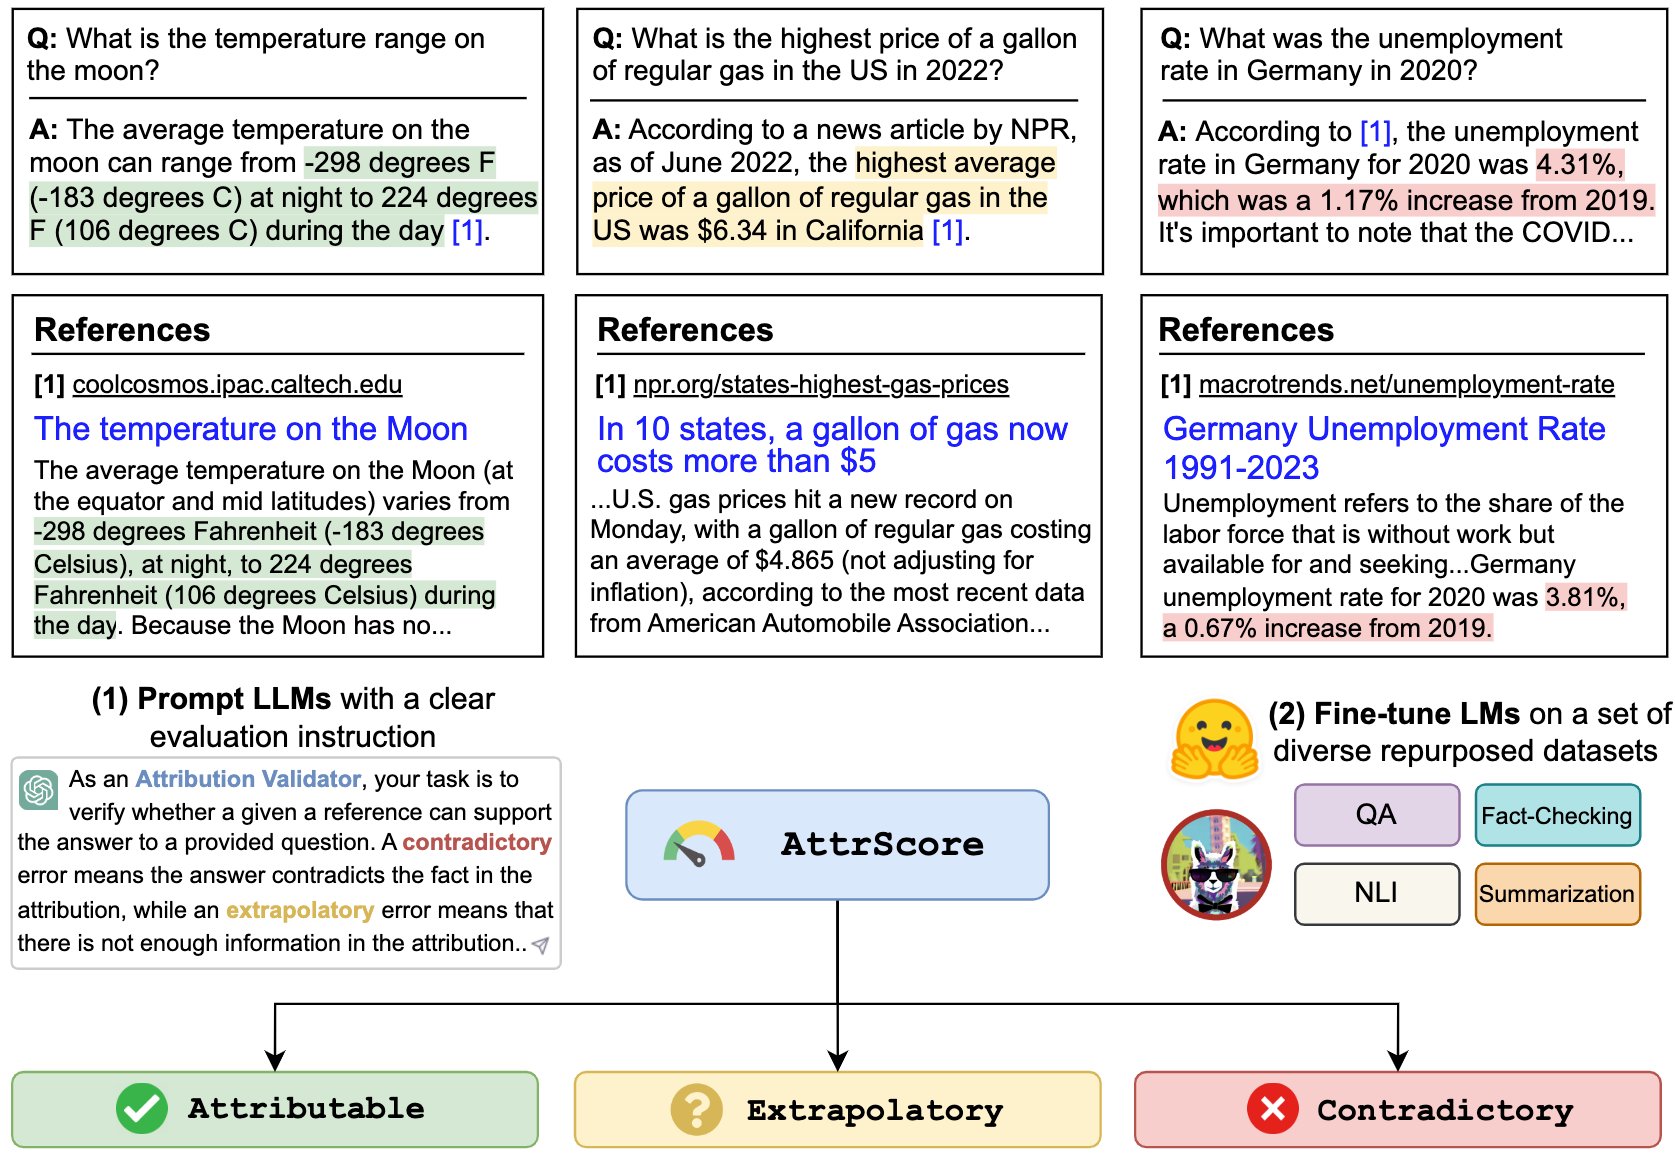 Q: What is the temperature range on
the moon?
A: The average temperature on the
moon can range from -298 degrees F
(-183 degrees C) at night to 224 degrees
F (106 degrees C) during the day [1].
Q: What is the highest price of a gallon
of regular gas in the US in 2022?
A: According to a news article by NPR,
as of June 2022, the highest average
price of a gallon of regular gas in the
US was $6.34 in California [1].
Q: What was the unemployment
rate in Germany in 2020?
A: According to [1], the unemployment
rate in Germany for 2020 was 4.31%,
which was a 1.17% increase from 2019.
It's important to note that the COVID...
References
[1] coolcosmos.ipac.caltech.edu
The temperature on the Moon
The average temperature on the Moon (at
the equator and mid latitudes) varies from
-298 degrees Fahrenheit (-183 degrees
Celsius), at night, to 224 degrees
Fahrenheit (106 degrees Celsius) during
the day. Because the Moon has no...
References
[1] npr.org/states-highest-gas-prices
In 10 states, a gallon of gas now
costs more than $5
...U.S. gas prices hit a new record on
Monday, with a gallon of regular gas costing
an average of $4.865 (not adjusting for
inflation), according to the most recent data
from American Automobile Association...
References
[1] macrotrends.net/unemployment-rate
Germany Unemployment Rate
1991-2023
Unemployment refers to the share of the
labor force that is without work but
available for and seeking...Germany
unemployment rate for 2020 was 3.81%,
a 0.67% increase from 2019.
(1) Prompt LLMs with a clear
evaluation instruction
As an Attribution Validator, your task is to
verify whether a given a reference can support
the answer to a provided question. A contradictory
error means the answer contradicts the fact in the
attribution, while an extrapolatory error means that
there is not enough information in the attribution..
AttrScore
(2) Fine-tune LMs on a set of
diverse repurposed datasets
QA
Fact-Checking
NLI
Summarization
Attributable
Extrapolatory
Contradictory